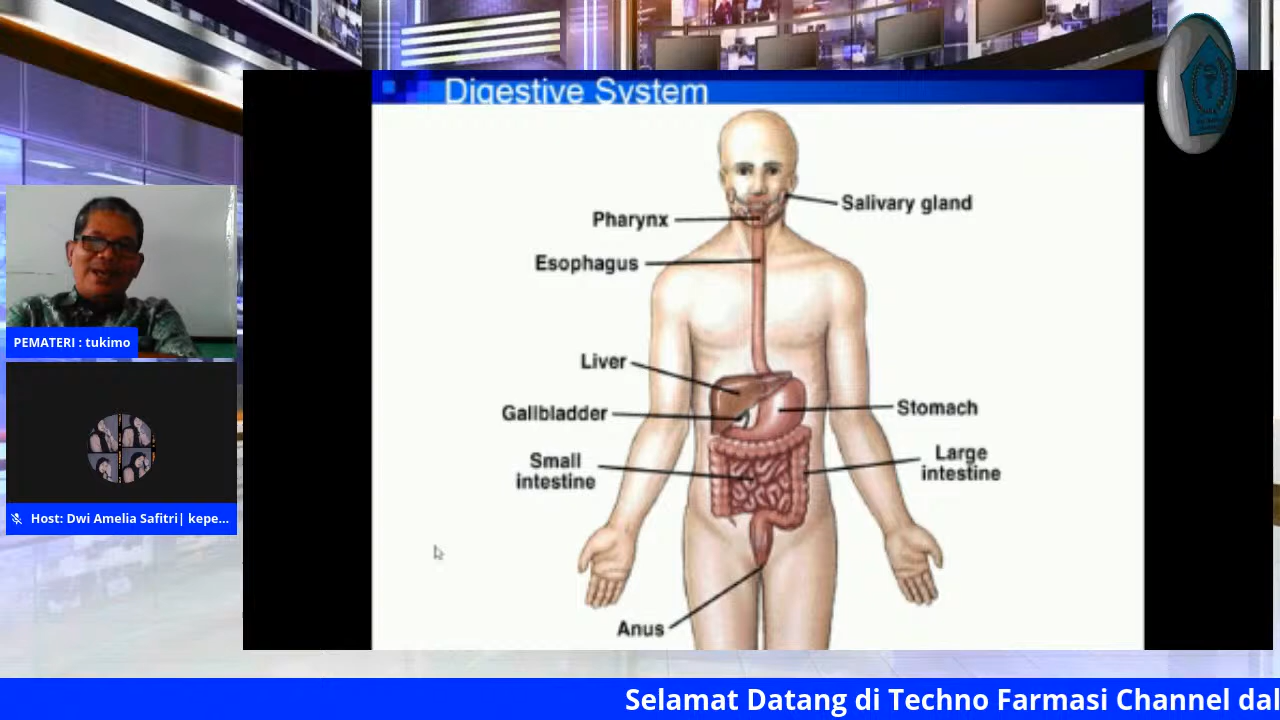 Digestive System
Salivary gland
Pharynx
Esophagus
Liver
Gallbladder
Stomach
Small
intestine
Large
intestine
Anus
PEMATERI : tukimo
Host: Dwi Amelia Safitri| kepe...
Selamat Datang di Techno Farmasi Channel dal